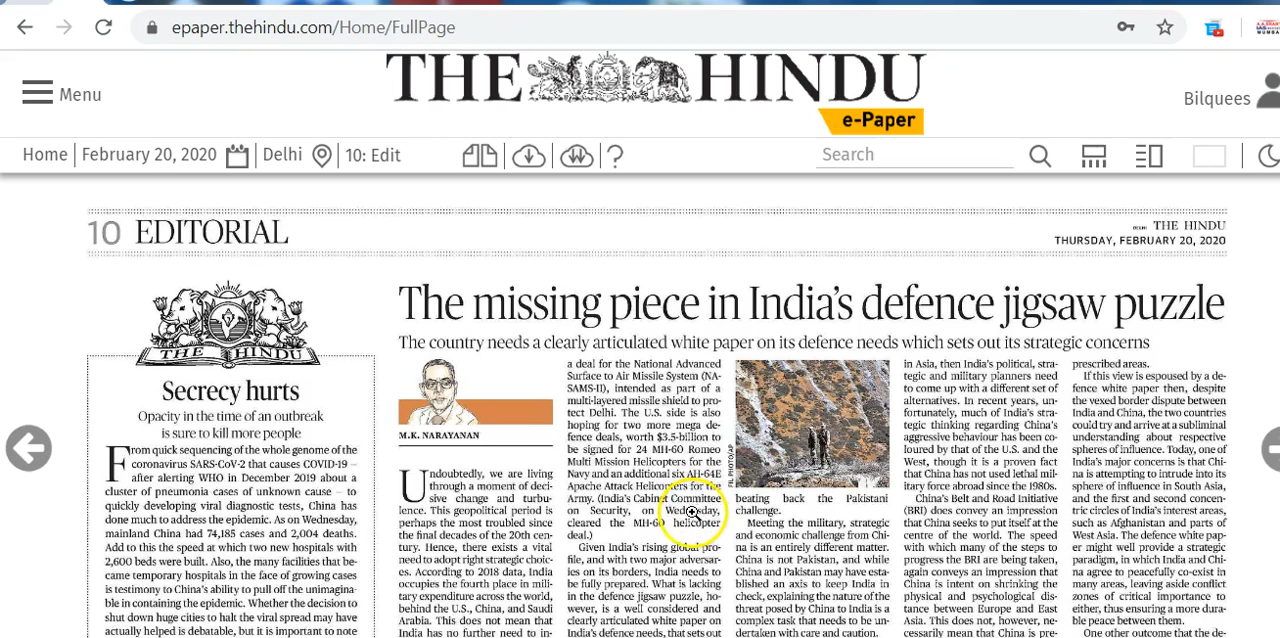 epaper.thehindu.com/Home/FullPage
Menu
THE HINDU
e-Paper
Bilquees
Home
February 20, 2020
Delhi
10: Edit
?
Search
10 EDITORIAL
DELHI THE HINDU
THURSDAY, FEBRUARY 20, 2020
THE HINDU
Secrecy hurts
Opacity in the time of an outbreak
is sure to kill more people
From quick sequencing of the whole genome of the
coronavirus SARS-CoV-2 that causes COVID-19 –
after alerting WHO in December 2019 about a
cluster of pneumonia cases of unknown cause – to
quickly developing viral diagnostic tests, China has
done much to address the epidemic. As on Wednesday,
mainland China had 74,185 cases and 2,004 deaths.
Add to this the speed at which two new hospitals with
2,600 beds were built. Also, the many facilities that be-
came temporary hospitals in the face of growing cases
is testimony to China's ability to pull off the unimagina-
ble in containing the epidemic. Whether the decision to
shut down huge cities to halt the viral spread may have
actually helped is debatable, but it is important to note
The missing piece in India's defence jigsaw puzzle
The country needs a clearly articulated white paper on its defence needs which sets out its strategic concerns
M.K. NARAYANAN
Undoubtedly, we are living
through a moment of deci-
sive change and turbu-
lence. This geopolitical period is
perhaps the most troubled since
the final decades of the 20th cen-
tury. Hence, there exists a vital
need to adopt right strategic choic-
es. According to 2018 data, India
occupies the fourth place in mili-
tary expenditure across the world,
behind the U.S., China, and Saudi
Arabia. This does not mean that
India has no further need to in-
a deal for the National Advanced
Surface to Air Missile System (NA-
SAMS-II), intended as part of a
multi-layered missile shield to pro-
tect Delhi. The U.S. side is also
hoping for two more mega de-
fence deals, worth $3.5-billion to
be signed for 24 MH-60 Romeo
Multi Mission Helicopters for the
Navy and an additional six AH-64E
Apache Attack Helicopters for the
Army. (India's Cabinet Committee
on Security, on Wednesday,
cleared the MH-60 helicopter
deal.)
Given India's rising global pro-
file, and with two major adversar-
ies on its borders, India needs to
be fully prepared. What is lacking
in the defence jigsaw puzzle, ho-
wever, is a well considered and
clearly articulated white paper on
India's defence needs, that sets out
FILE PHOTO/AP
beating back the Pakistani
challenge.
Meeting the military, strategic
and economic challenge from Chi-
na is an entirely different matter.
China is not Pakistan, and while
China and Pakistan may have es-
tablished an axis to keep India in
check, explaining the nature of the
threat posed by China to India is a
complex task that needs to be un-
dertaken with care and caution.
in Asia, then India's political, stra-
tegic and military planners need
to come up with a different set of
alternatives. In recent years, un-
fortunately, much of India's stra-
tegic thinking regarding China's
aggressive behaviour has been co-
loured by that of the U.S. and the
West, though it is a proven fact
that China has not used lethal mil-
itary force abroad since the 1980s.
China's Belt and Road Initiative
(BRI) does convey an impression
that China seeks to put itself at the
centre of the world. The speed
with which many of the steps to
progress the BRI are being taken,
again conveys an impression that
China is intent on shrinking the
physical and psychological dis-
tance between Europe and East
Asia. This does not, however, ne-
cessarily mean that China is pre-
prescribed areas.
If this view is espoused by a de-
fence white paper then, despite
the vexed border dispute between
India and China, the two countries
could try and arrive at a subliminal
understanding about respective
spheres of influence. Today, one of
India's major concerns is that Chi-
na is attempting to intrude into its
sphere of influence in South Asia,
and the first and second concen-
tric circles of India's interest areas,
such as Afghanistan and parts of
West Asia. The defence white pa-
per might well provide a strategic
paradigm, in which India and Chi-
na agree to peacefully co-exist in
many areas, leaving aside conflict
zones of critical importance to
either, thus ensuring a more dura-
ble peace between them.
One other outcome that the de-